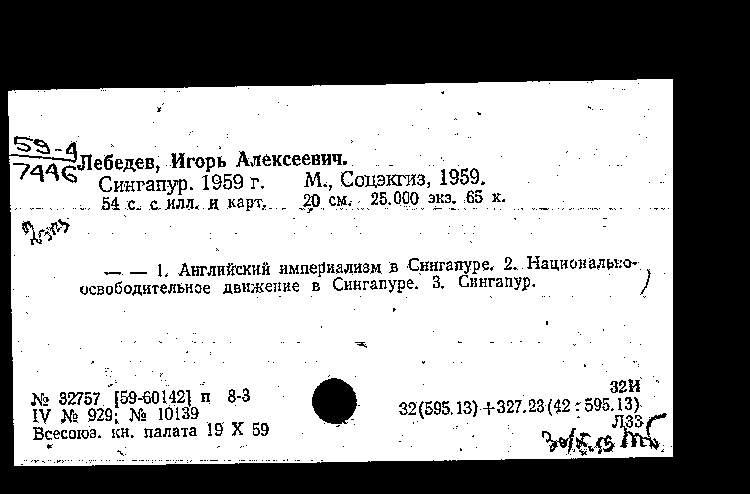 59-4
7446
Лебедев, Игорь Алексеевич.
Сингапур. 1959 г. М., Соцэкгиз, 1959.
54 с. с илл. и карт. 20 см. 25.000 экз. 65 к.
— — 1. Английский империализм в Сингапуре. 2. Национально-
освободительное движение в Сингапуре. 3. Сингапур.
№ 32757 [59-60142] п 8-3
IV № 929; № 10139
Всесоюз. кн. палата 19 X 59
32И
32(595.13)+327.23(42:595.13)
Л33